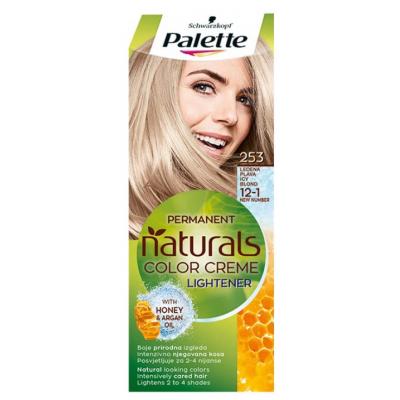 Schwarzkopf
Palette
253
LEDENA
PLAVA
ICY
BLOND
12-1
NEW NUMBER
PERMANENT
naturals
COLOR CREME
LIGHTENER
WITH
HONEY
& ARGAN
OIL
Boje prirodna izgleda
Intenzivno njegovana kosa
Posvjetljuje za 2-4 nijanse
Natural looking colors
Intensively cared hair
Lightens 2 to 4 shades